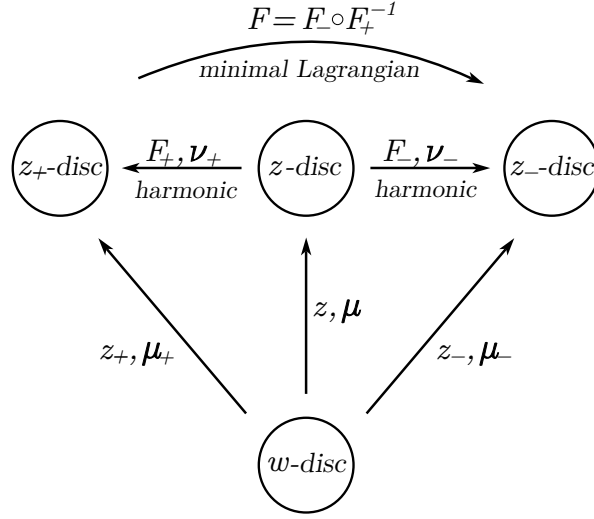 F = F₋ ∘ F₊⁻¹
minimal Lagrangian
z₊-disc
F₊, ν₊
harmonic
z-disc
F₋, ν₋
harmonic
z₋-disc
z₊, μ₊
z, μ
z₋, μ₋
w-disc